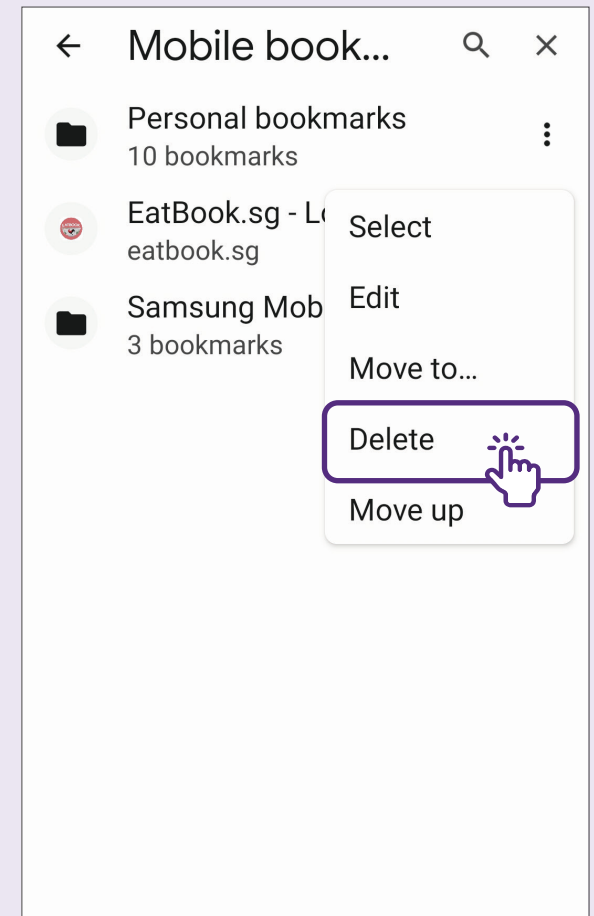 Mobile book...
Personal bookmarks
10 bookmarks
EatBook.sg - Lo
eatbook.sg
Samsung Mob
3 bookmarks
Select
Edit
Move to...
Delete
Move up